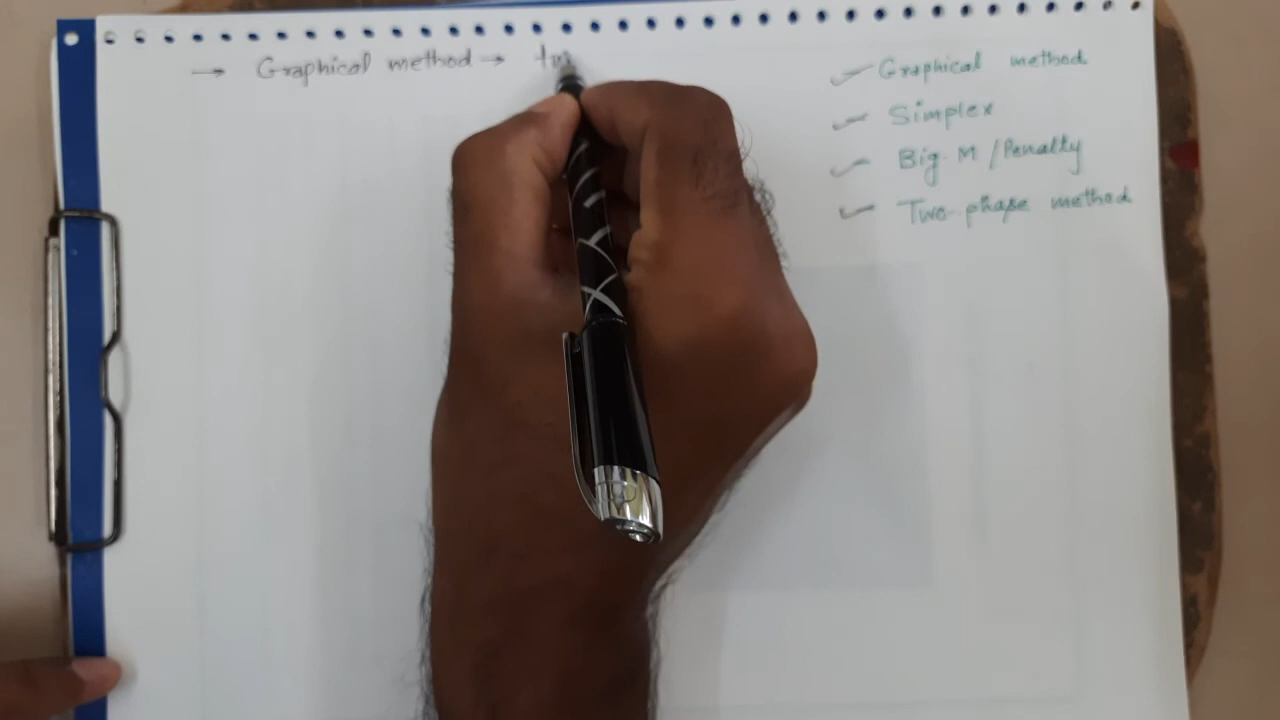 → Graphical method →
✓ Graphical method
✓ Simplex
✓ Big M / Penalty
✓ Two-phase method